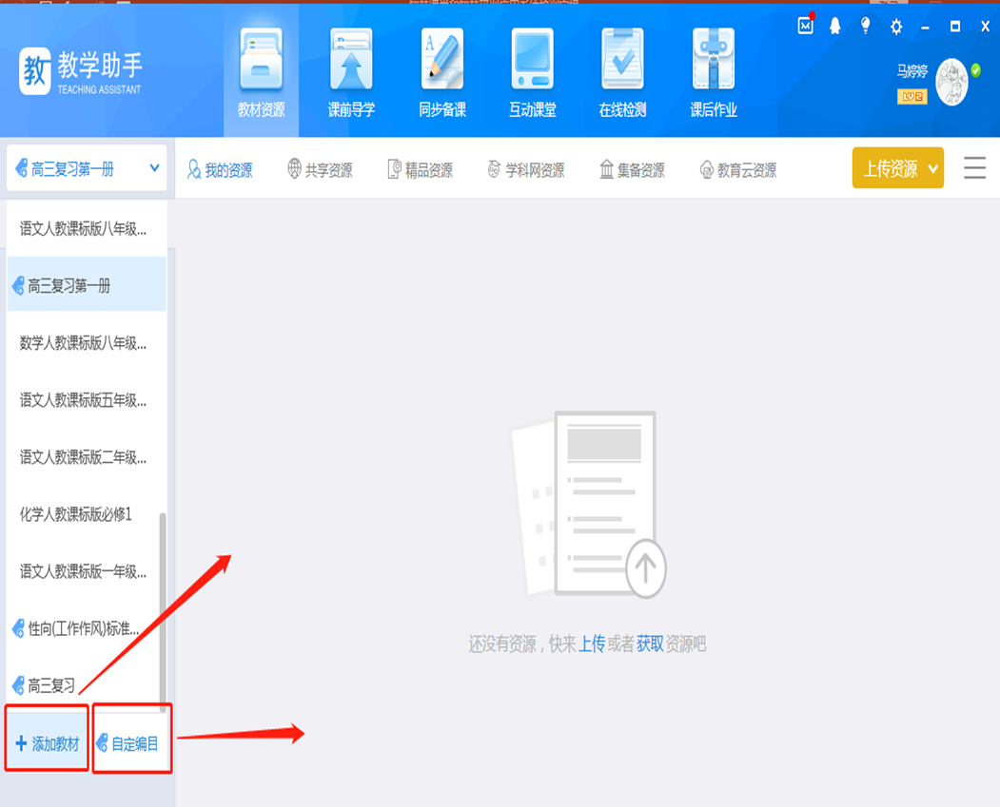 教 教学助手
TEACHING ASSISTANT
教材资源
课前导学
同步备课
互动课堂
在线检测
课后作业
马婷婷
LV2
高三复习第一册
我的资源
共享资源
精品资源
学科网资源
集备资源
教育云资源
上传资源
语文人教课标版八年级...
高三复习第一册
数学人教课标版八年级...
语文人教课标版五年级...
语文人教课标版二年级...
化学人教课标版必修1
语文人教课标版一年级...
性向(工作作风)标准...
高三复习
添加教材
自定编目
还没有资源，快来 上传 或者 获取 资源吧